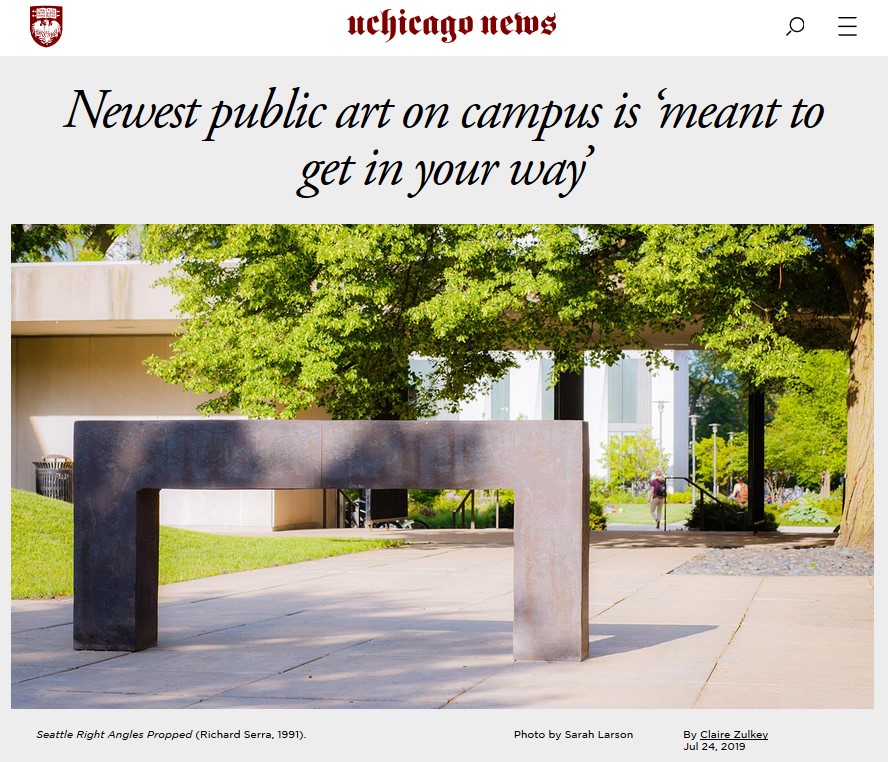 uchicago news
Newest public art on campus is ‘meant to
get in your way’
Seattle Right Angles Propped (Richard Serra, 1991).
Photo by Sarah Larson
By Claire Zulkey
Jul 24, 2019